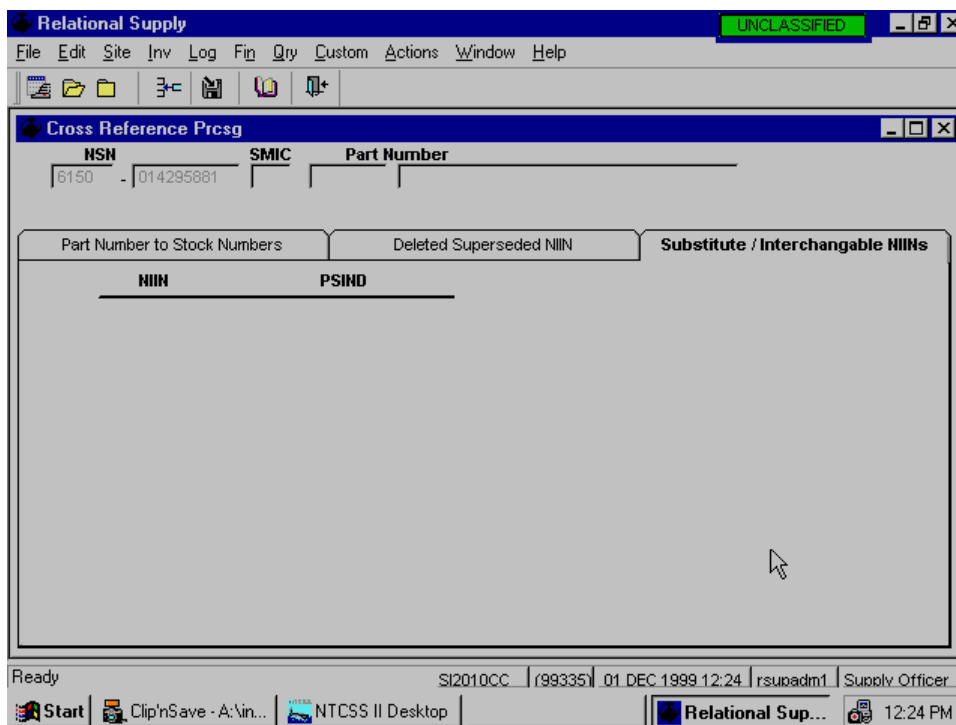 Relational Supply UNCLASSIFIED
File Edit Site Inv Log Fin Qry Custom Actions Window Help
Cross Reference Prcsg
NSN SMIC Part Number
6150 - 014295881
Part Number to Stock Numbers Deleted Superseded NIIN Substitute / Interchangable NIINs
NIIN PSIND
Ready SI2010CC (99335) 01 DEC 1999 12:24 rsupadm1 Supply Officer
Start Clip'nSave - A:\in... NTCSS II Desktop Relational Sup... 12:24 PM